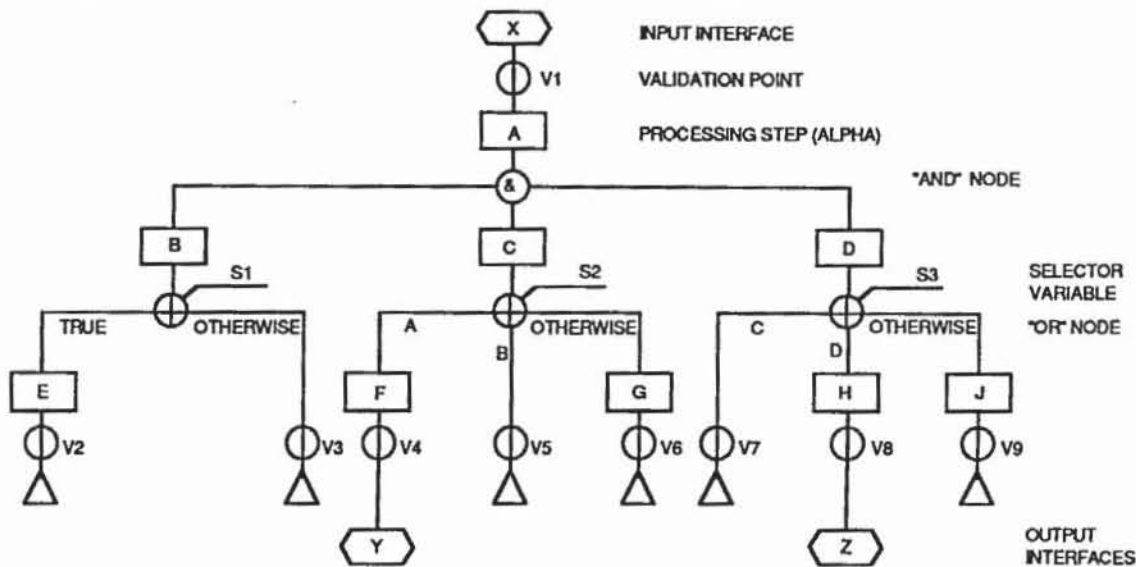 X INPUT INTERFACE
V1 VALIDATION POINT
A PROCESSING STEP (ALPHA)
& "AND" NODE
B C D
S1 S2 S3 SELECTOR
VARIABLE
TRUE OTHERWISE A OTHERWISE C OTHERWISE "OR" NODE
B D
E F G H J
V2 V3 V4 V5 V6 V7 V8 V9
Y Z OUTPUT
INTERFACES